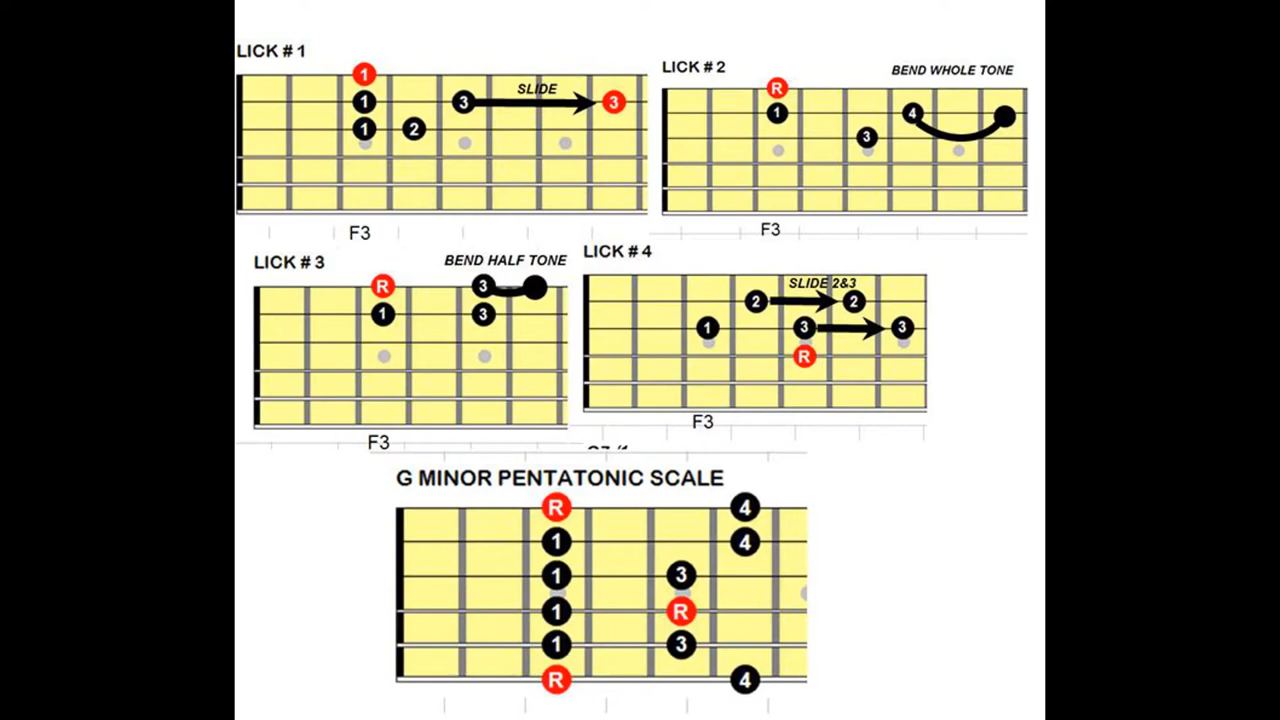 LICK # 1
1
1
3
SLIDE
3
1
2
F3
LICK # 2
BEND WHOLE TONE
R
1
4
3
F3
LICK # 3
BEND HALF TONE
R
3
1
3
F3
LICK # 4
SLIDE 2&3
2
2
1
3
3
R
F3
G MINOR PENTATONIC SCALE
R
4
1
4
1
3
1
R
1
3
R
4